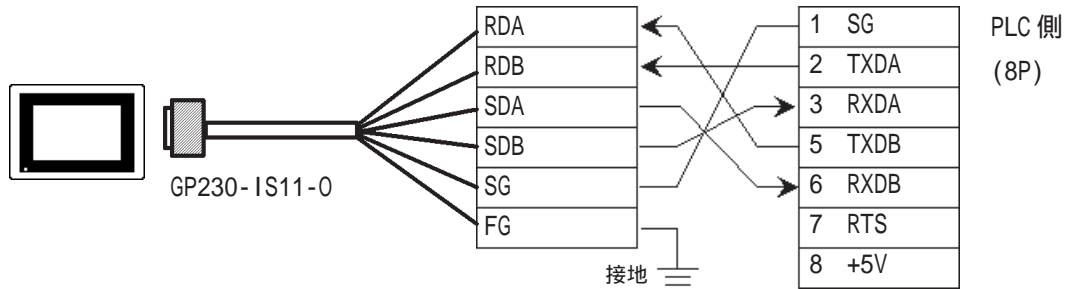 GP230-IS11-O
RDA
RDB
SDA
SDB
SG
FG
接地
1 SG
2 TXDA
3 RXDA
5 TXDB
6 RXDB
7 RTS
8 +5V
PLC 側
(8P)